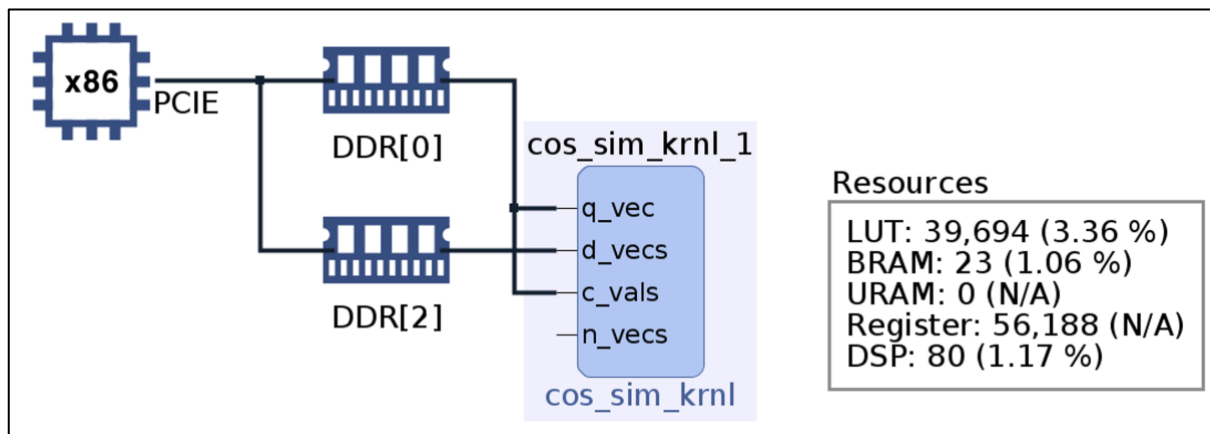 x86
PCIE
DDR[0]
DDR[2]
cos_sim_krnl_1
q_vec
d_vecs
c_vals
n_vecs
cos_sim_krnl
Resources
LUT: 39,694 (3.36 %)
BRAM: 23 (1.06 %)
URAM: 0 (N/A)
Register: 56,188 (N/A)
DSP: 80 (1.17 %)